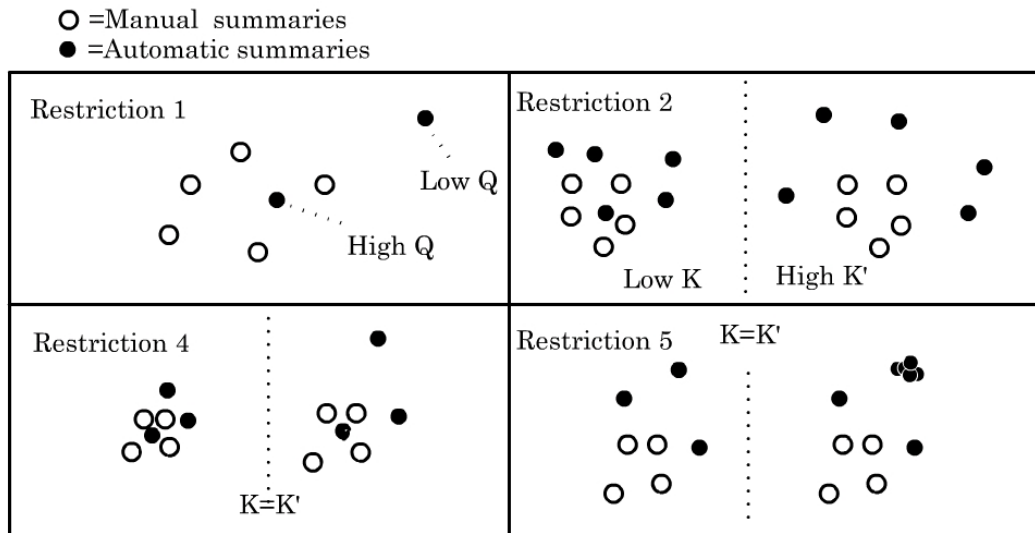 =Manual summaries
=Automatic summaries
Restriction 1
Low Q
High Q
Restriction 2
Low K
High K'
Restriction 4
K=K'
Restriction 5
K=K'